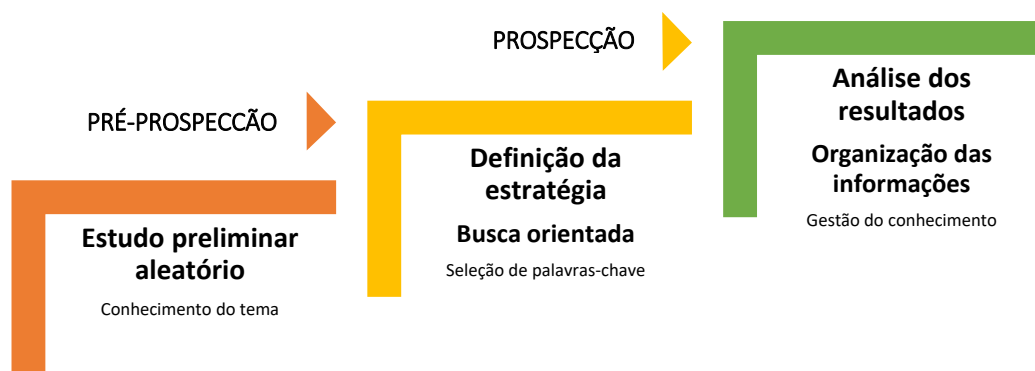 PRÉ-PROSPECCÃO
Estudo preliminar
aleatório
Conhecimento do tema
PROSPECÇÃO
Definição da
estratégia
Busca orientada
Seleção de palavras-chave
Análise dos
resultados
Organização das
informações
Gestão do conhecimento